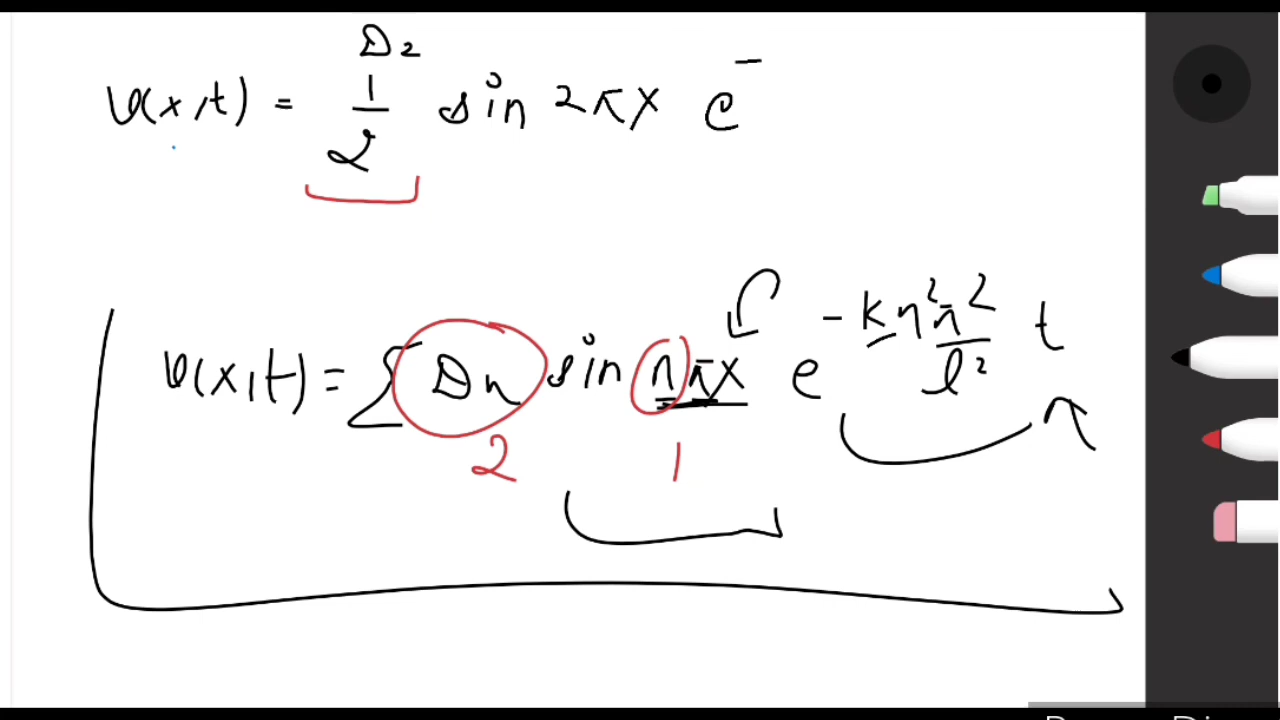 D₂
u(x,t) = 1/2 sin 2πx e⁻
u(x,t) = Σ Dₙ sin nπx e^(-kn²π²/l² t)
2 1